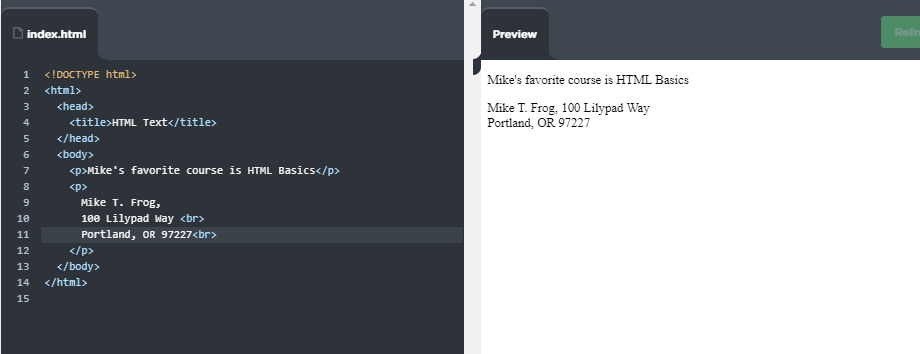 index.html
1 <!DOCTYPE html>
2 <html>
3 <head>
4 <title>HTML Text</title>
5 </head>
6 <body>
7 <p>Mike's favorite course is HTML Basics</p>
8 <p>
9 Mike T. Frog,
10 100 Lilypad Way <br>
11 Portland, OR 97227<br>
12 </p>
13 </body>
14 </html>
15
Preview
Mike's favorite course is HTML Basics
Mike T. Frog, 100 Lilypad Way
Portland, OR 97227